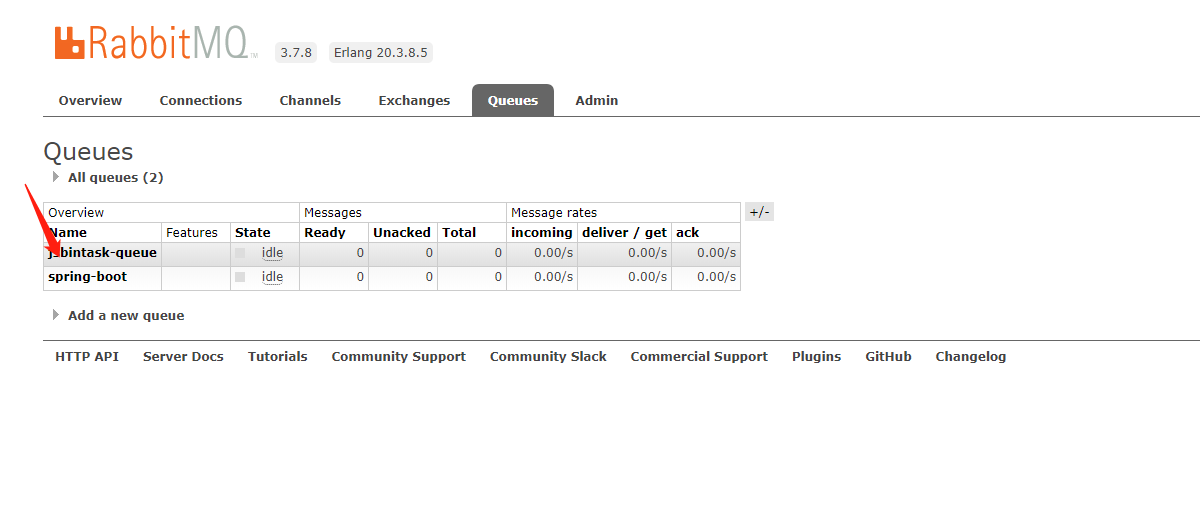 RabbitMQ TM 3.7.8 Erlang 20.3.8.5
Overview Connections Channels Exchanges Queues Admin
Queues
All queues (2)
Overview Messages Message rates +/-
Name Features State Ready Unacked Total incoming deliver / get ack
jsbintask-queue idle 0 0 0 0.00/s 0.00/s 0.00/s
spring-boot idle 0 0 0 0.00/s 0.00/s 0.00/s
Add a new queue
HTTP API Server Docs Tutorials Community Support Community Slack Commercial Support Plugins GitHub Changelog